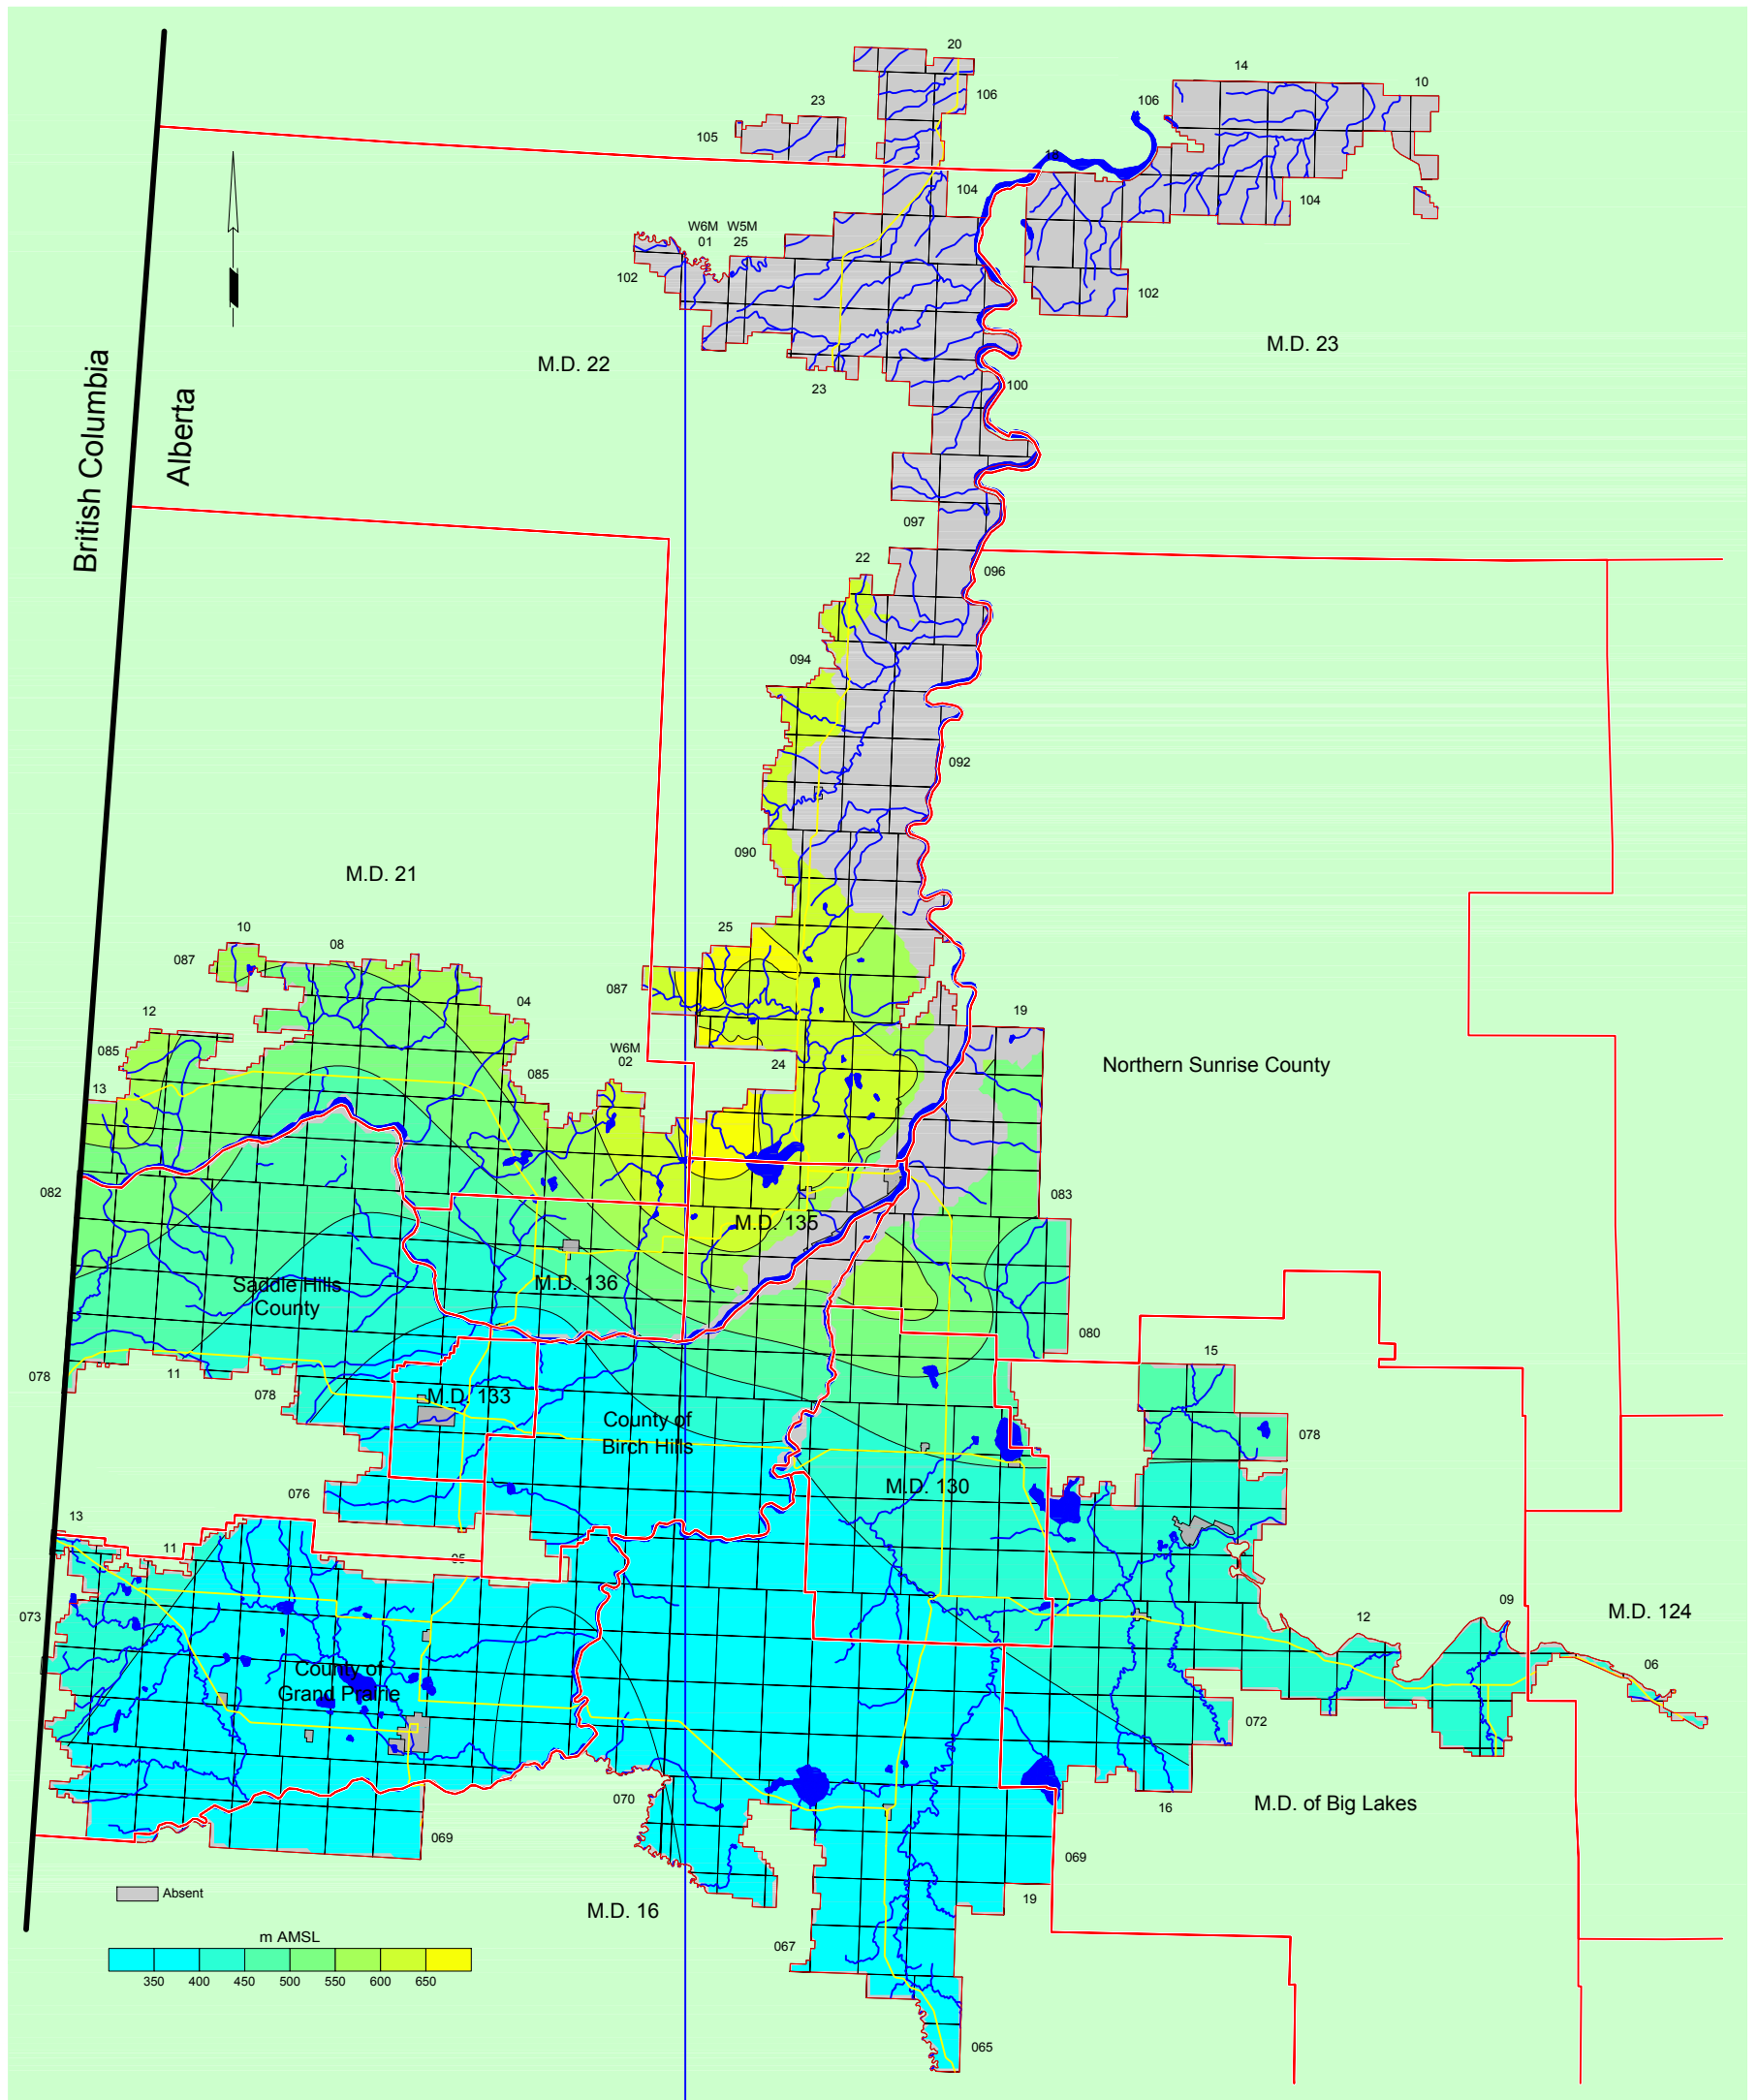 20
14
10
106
106
23
105
18
104
104
W6M W5M
01 25
102
102
M.D. 23
M.D. 22
23
100
British Columbia
Alberta
097
096
22
094
092
090
M.D. 21
10
08
25
087
087
04
19
12
085
W6M
02
24
Northern Sunrise County
13
085
082
083
M.D. 135
Saddle Hills
County
M.D. 136
080
15
078
11
078
M.D. 133
County of
Birch Hills
078
076
M.D. 130
13
11
05
073
09
12
M.D. 124
06
County of
Grand Prairie
072
070
16
M.D. of Big Lakes
069
069
Absent
19
M.D. 16
m AMSL
067
350 400 450 500 550 600 650
065